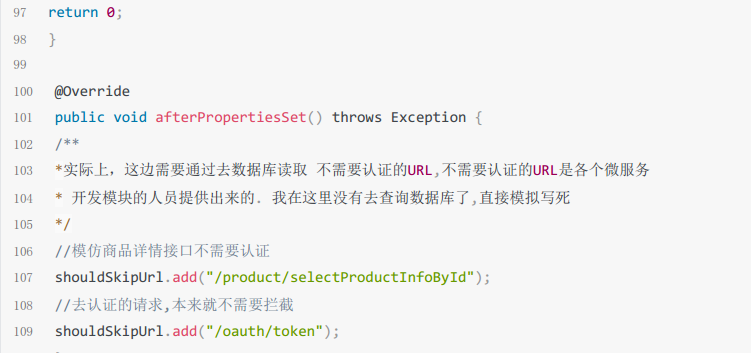 97 return 0;
98 }
99
100 @Override
101 public void afterPropertiesSet() throws Exception {
102 /**
103 *实际上，这边需要通过去数据库读取 不需要认证的URL,不需要认证的URL是各个微服务
104 * 开发模块的人员提供出来的. 我在这里没有去查询数据库了,直接模拟写死
105 */
106 //模仿商品详情接口不需要认证
107 shouldSkipUrl.add("/product/selectProductInfoById");
108 //去认证的请求,本来就不需要拦截
109 shouldSkipUrl.add("/oauth/token");